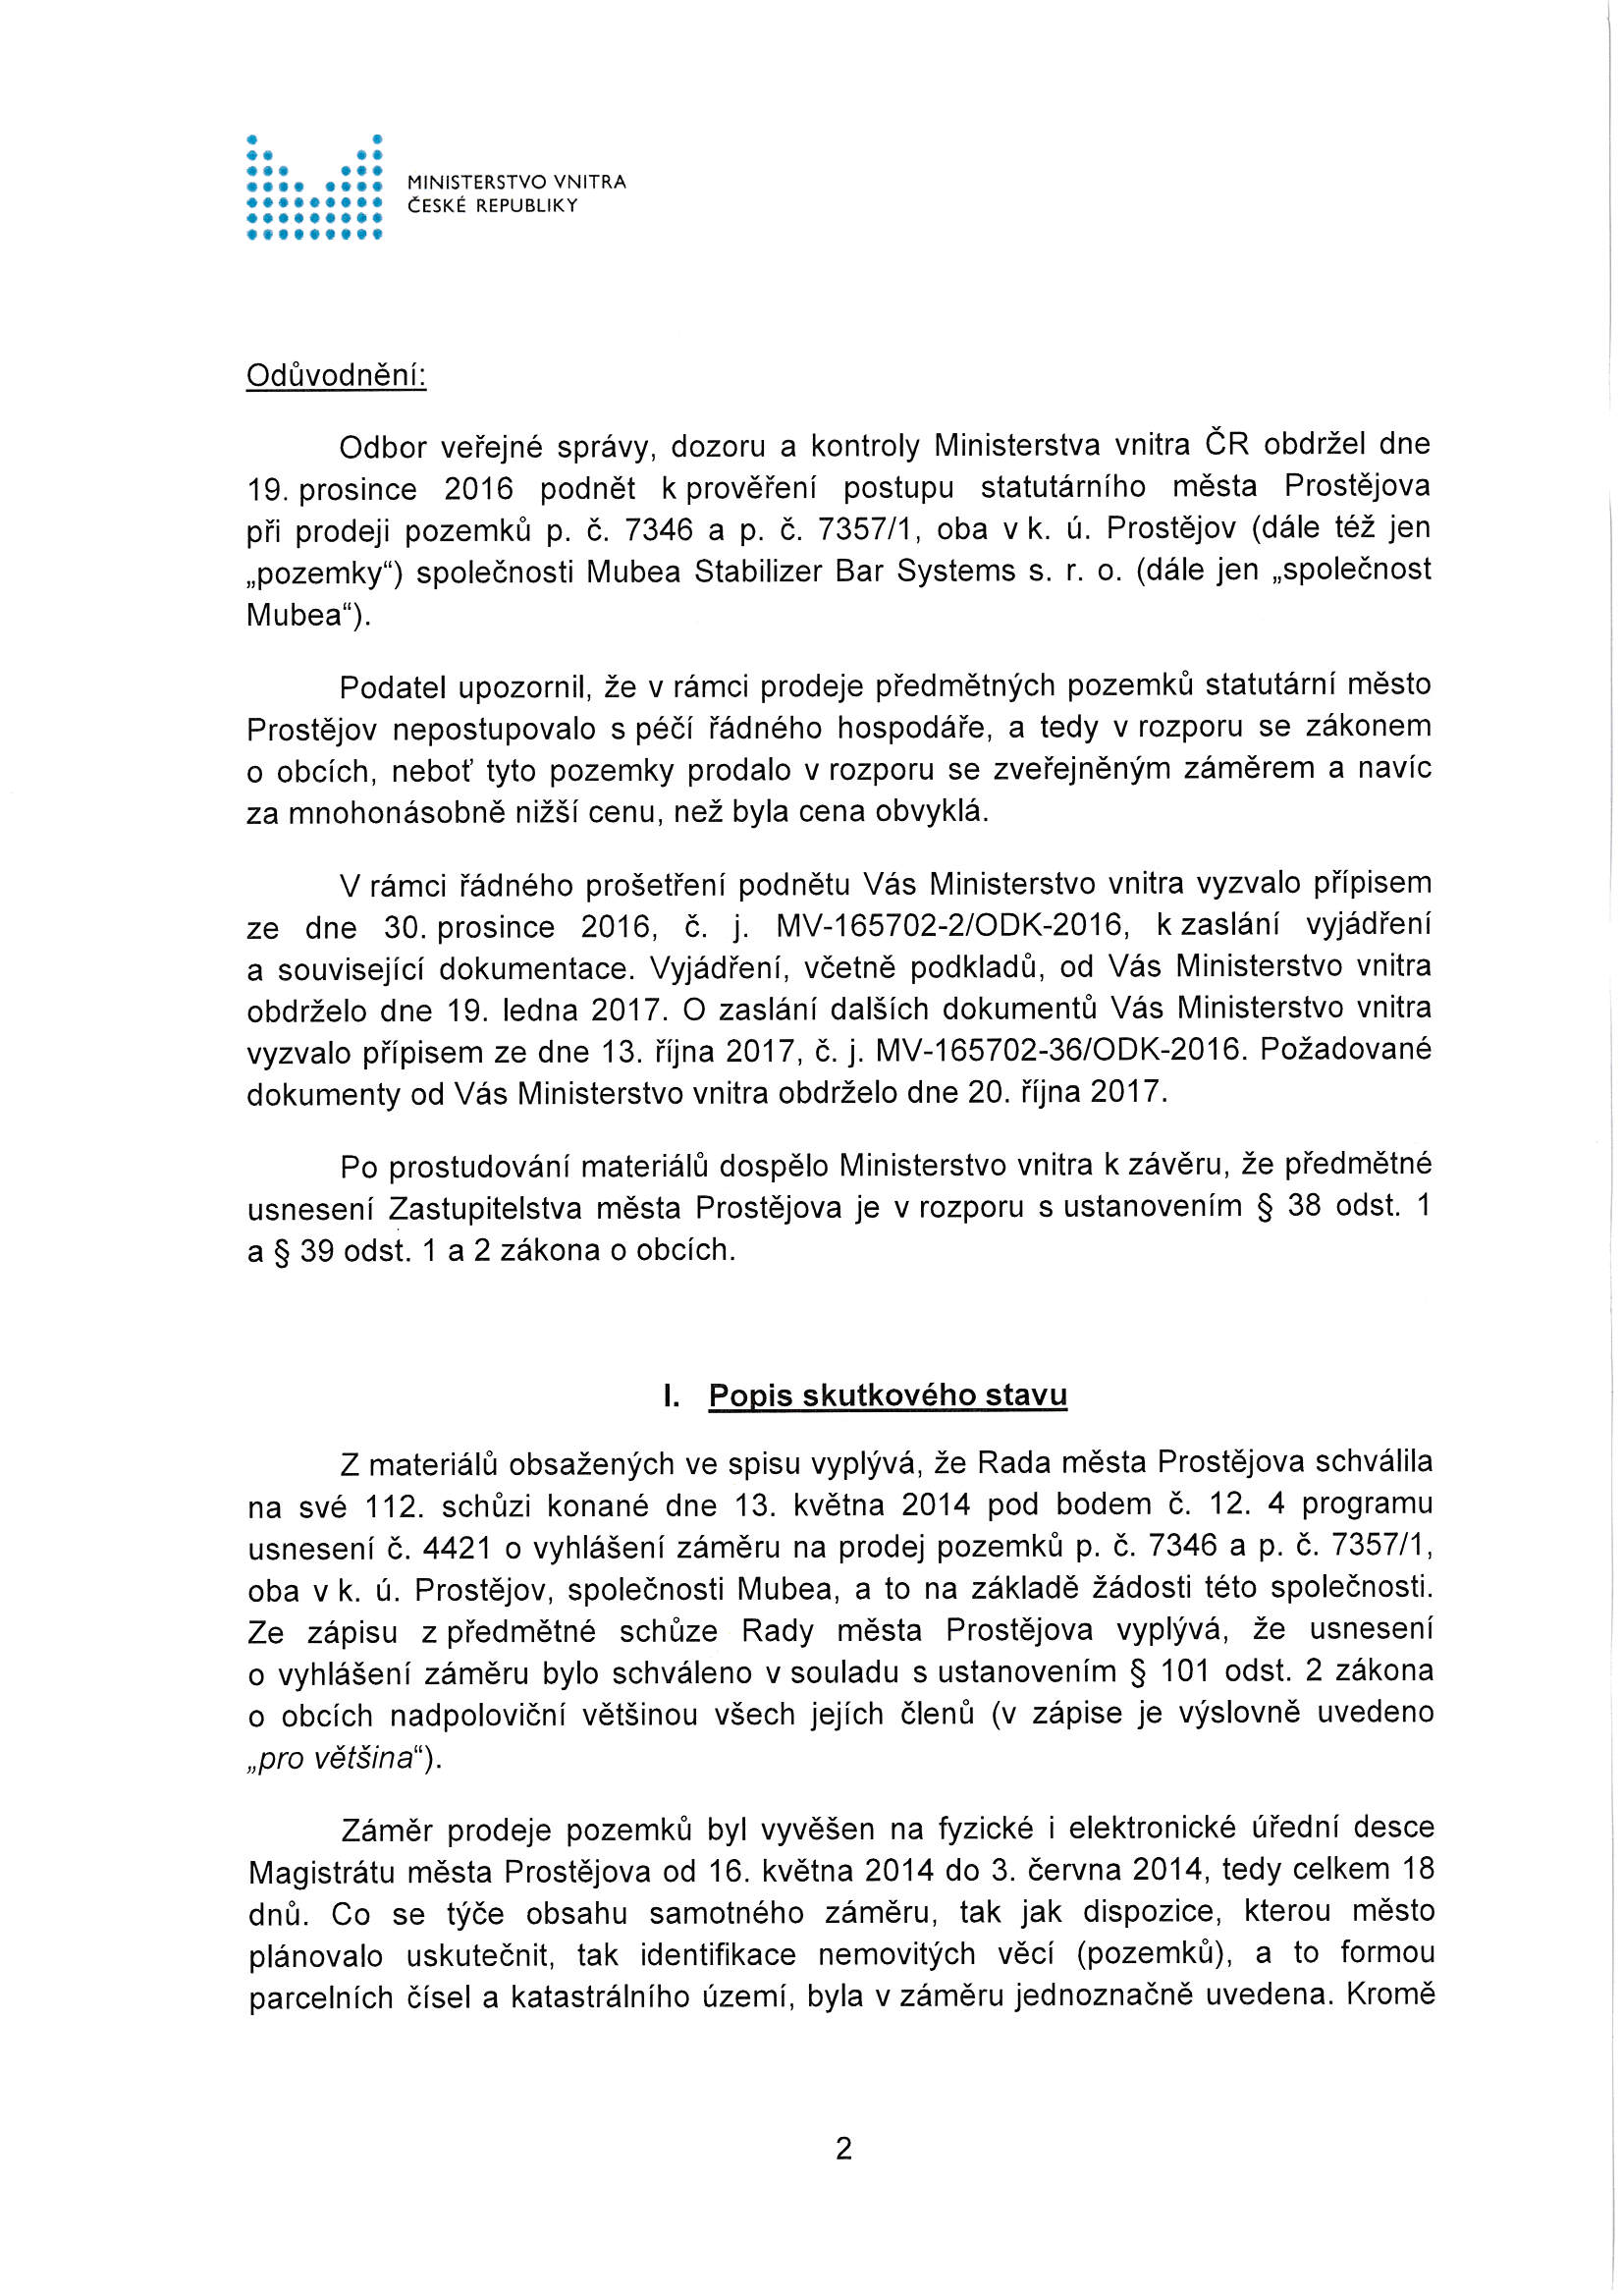 MINISTERSTVO VNITRA
ČESKÉ REPUBLIKY
Odůvodnění:
Odbor veřejné správy, dozoru a kontroly Ministerstva vnitra ČR obdržel dne
19. prosince 2016 podnět k prověření postupu statutárního města Prostějova
při prodeji pozemků p. č. 7346 a p. č. 7357/1, oba v k. ú. Prostějov (dále též jen
„pozemky“) společnosti Mubea Stabilizer Bar Systems s. r. o. (dále jen „společnost
Mubea“).
Podatel upozornil, že v rámci prodeje předmětných pozemků statutární město
Prostějov nepostupovalo s péčí řádného hospodáře, a tedy v rozporu se zákonem
o obcích, neboť tyto pozemky prodalo v rozporu se zveřejněným záměrem a navíc
za mnohonásobně nižší cenu, než byla cena obvyklá.
V rámci řádného prošetření podnětu Vás Ministerstvo vnitra vyzvalo přípisem
ze dne 30. prosince 2016, č. j. MV-165702-2/ODK-2016, k zaslání vyjádření
a související dokumentace. Vyjádření, včetně podkladů, od Vás Ministerstvo vnitra
obdrželo dne 19. ledna 2017. O zaslání dalších dokumentů Vás Ministerstvo vnitra
vyzvalo přípisem ze dne 13. října 2017, č. j. MV-165702-36/ODK-2016. Požadované
dokumenty od Vás Ministerstvo vnitra obdrželo dne 20. října 2017.
Po prostudování materiálů dospělo Ministerstvo vnitra k závěru, že předmětné
usnesení Zastupitelstva města Prostějova je v rozporu s ustanovením § 38 odst. 1
a § 39 odst. 1 a 2 zákona o obcích.
I. Popis skutkového stavu
Z materiálů obsažených ve spisu vyplývá, že Rada města Prostějova schválila
na své 112. schůzi konané dne 13. května 2014 pod bodem č. 12. 4 programu
usnesení č. 4421 o vyhlášení záměru na prodej pozemků p. č. 7346 a p. č. 7357/1,
oba v k. ú. Prostějov, společnosti Mubea, a to na základě žádosti této společnosti.
Ze zápisu z předmětné schůze Rady města Prostějova vyplývá, že usnesení
o vyhlášení záměru bylo schváleno v souladu s ustanovením § 101 odst. 2 zákona
o obcích nadpoloviční většinou všech jejích členů (v zápise je výslovně uvedeno
„pro většina“).
Záměr prodeje pozemků byl vyvěšen na fyzické i elektronické úřední desce
Magistrátu města Prostějova od 16. května 2014 do 3. června 2014, tedy celkem 18
dnů. Co se týče obsahu samotného záměru, tak jak dispozice, kterou město
plánovalo uskutečnit, tak identifikace nemovitých věcí (pozemků), a to formou
parcelních čísel a katastrálního území, byla v záměru jednoznačně uvedena. Kromě
2